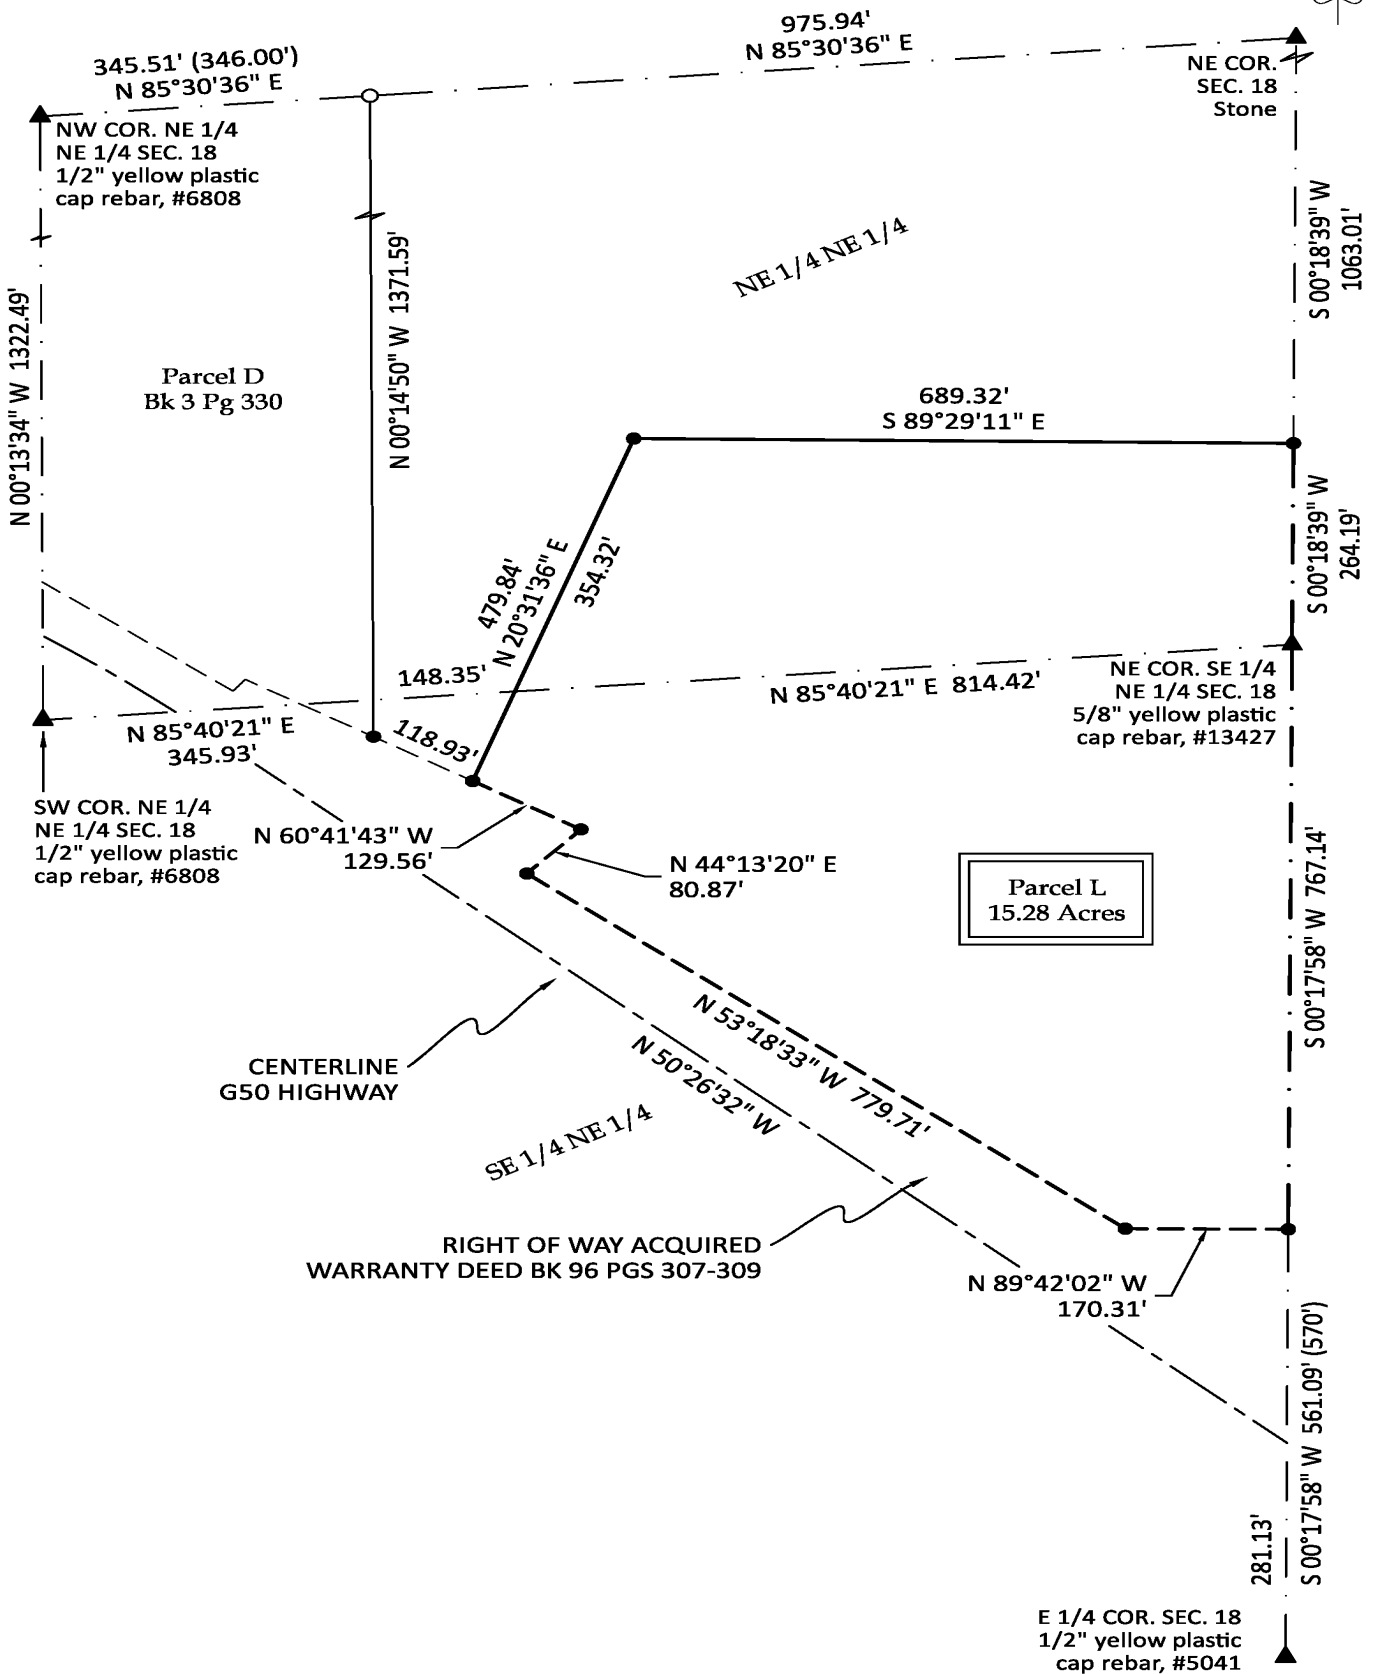 975.94'
N 85°30'36" E
345.51' (346.00')
N 85°30'36" E
NE COR.
SEC. 18
Stone
NW COR. NE 1/4
NE 1/4 SEC. 18
1/2" yellow plastic
cap rebar, #6808
S 00°18'39" W
1063.01'
NE 1/4 NE 1/4
N 00°13'34" W 1322.49'
N 00°14'50" W 1371.59'
Parcel D
Bk 3 Pg 330
689.32'
S 89°29'11" E
S 00°18'39" W
264.19'
479.84'
N 20°31'36" E
354.32'
148.35'
N 85°40'21" E 814.42'
NE COR. SE 1/4
NE 1/4 SEC. 18
5/8" yellow plastic
cap rebar, #13427
N 85°40'21" E
345.93'
118.93'
SW COR. NE 1/4
NE 1/4 SEC. 18
1/2" yellow plastic
cap rebar, #6808
N 60°41'43" W
129.56'
N 44°13'20" E
80.87'
Parcel L
15.28 Acres
S 00°17'58" W 767.14'
N 53°18'33" W 779.71'
N 50°26'32" W
CENTERLINE
G50 HIGHWAY
SE 1/4 NE 1/4
RIGHT OF WAY ACQUIRED
WARRANTY DEED BK 96 PGS 307-309
N 89°42'02" W
170.31'
S 00°17'58" W 561.09' (570')
281.13'
E 1/4 COR. SEC. 18
1/2" yellow plastic
cap rebar, #5041